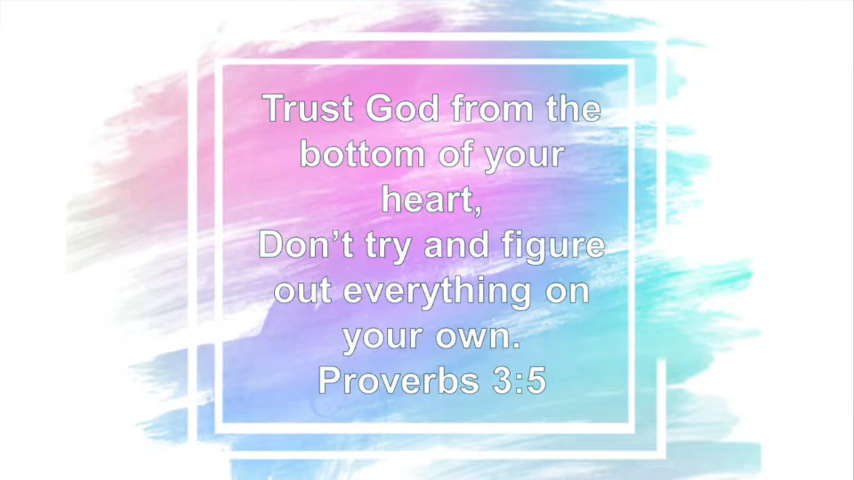 Trust God from the
bottom of your
heart,
Don’t try and figure
out everything on
your own.
Proverbs 3:5